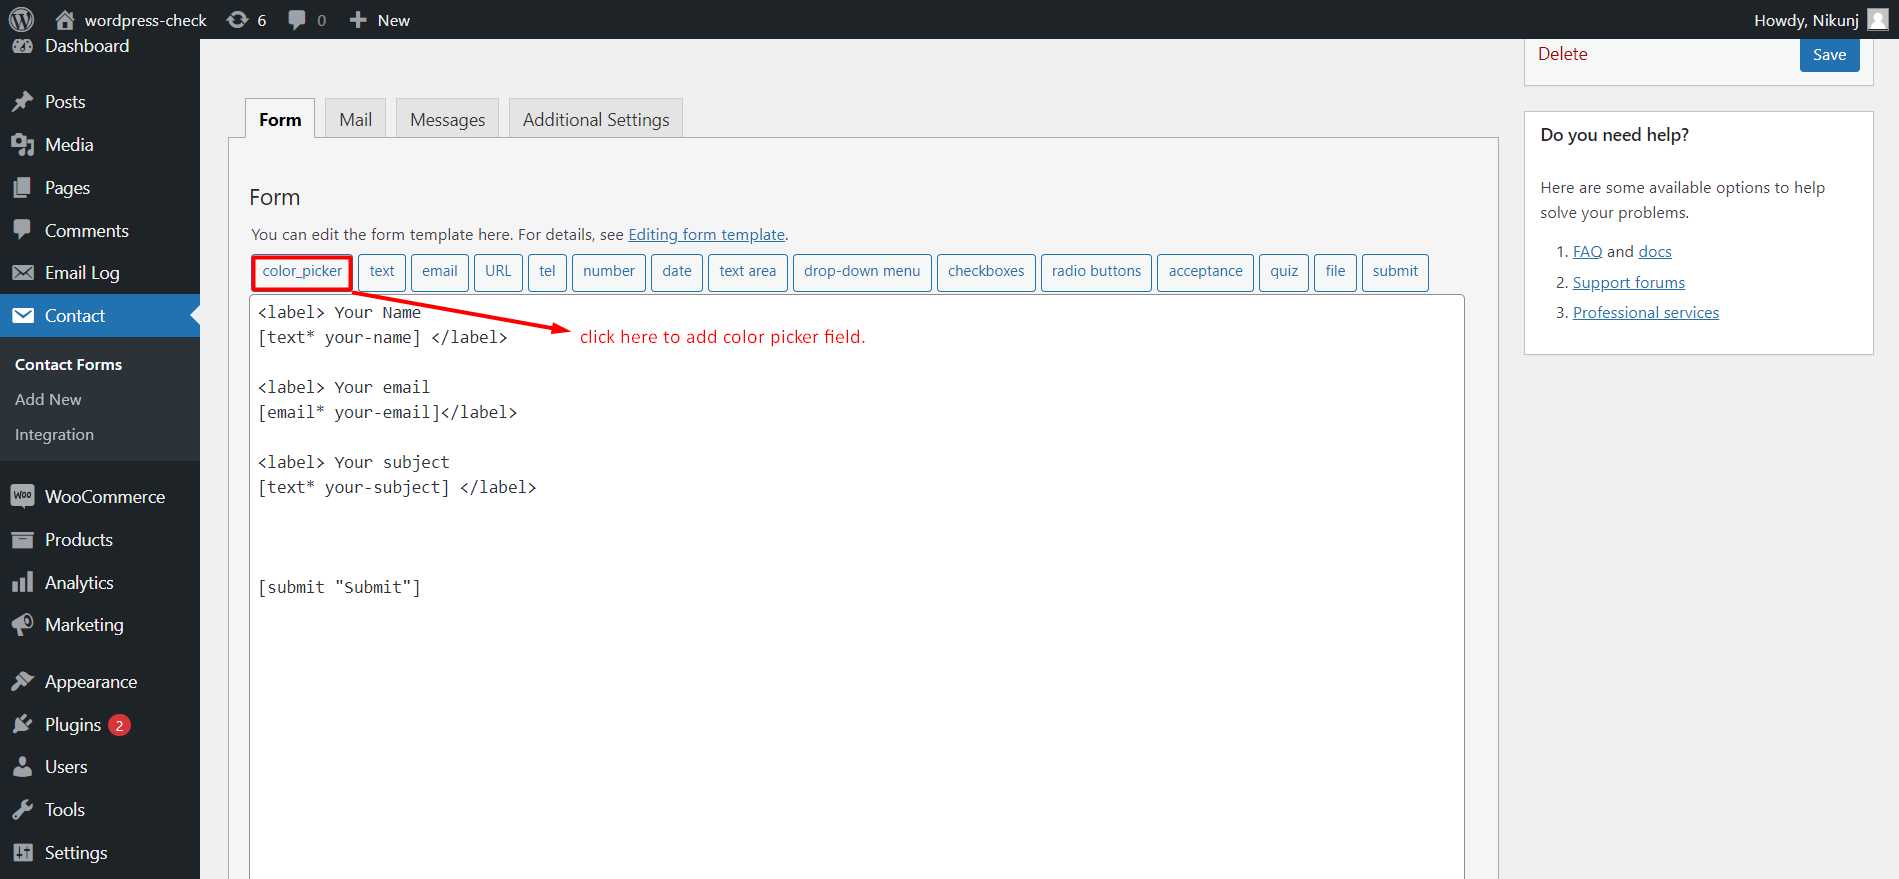 wordpress-check 6 0 New Howdy, Nikunj
Dashboard
Posts
Media
Pages
Comments
Email Log
Contact
Contact Forms
Add New
Integration
WooCommerce
Products
Analytics
Marketing
Appearance
Plugins 2
Users
Tools
Settings
Form Mail Messages Additional Settings
Form
You can edit the form template here. For details, see Editing form template.
color_picker text email URL tel number date text area drop-down menu checkboxes radio buttons acceptance quiz file submit
<label> Your Name
[text* your-name] </label>
click here to add color picker field.
<label> Your email
[email* your-email]</label>
<label> Your subject
[text* your-subject] </label>
[submit "Submit"]
Delete Save
Do you need help?
Here are some available options to help
solve your problems.
1. FAQ and docs
2. Support forums
3. Professional services